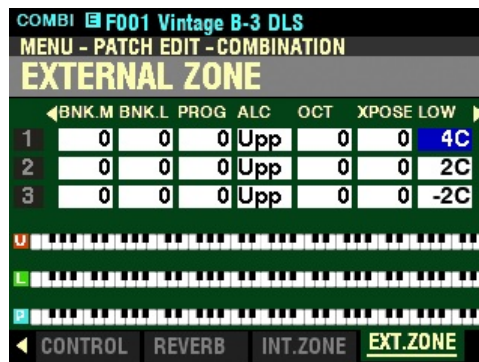 COMBI E F001 Vintage B-3 DLS
MENU - PATCH EDIT - COMBINATION
EXTERNAL ZONE
BNK.M BNK.L PROG ALC OCT XPOSE LOW
1 0 0 0 Upp 0 0 4C
2 0 0 0 Upp 0 0 2C
3 0 0 0 Upp 0 0 -2C
U
L
P
CONTROL REVERB INT.ZONE EXT.ZONE